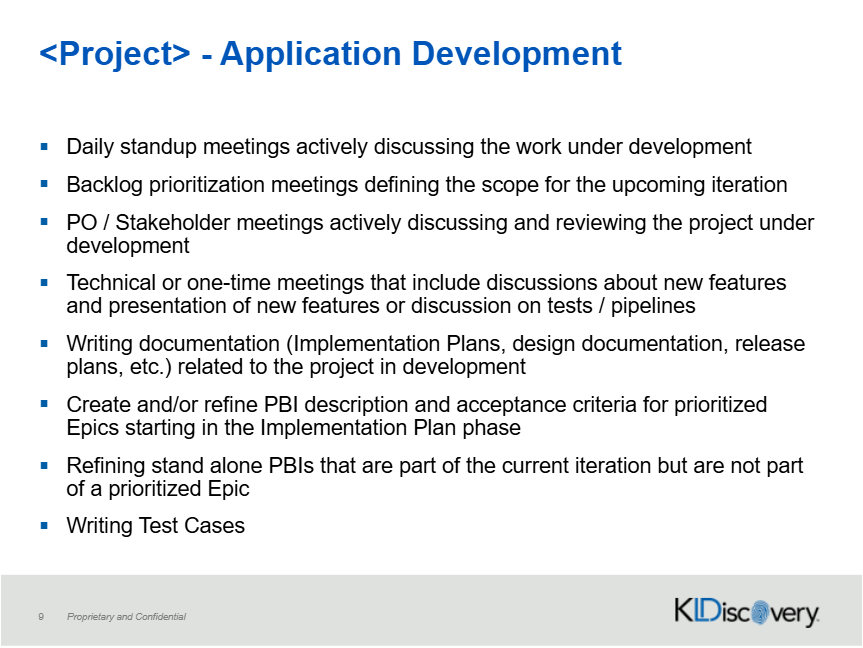 <Project> - Application Development
▪ Daily standup meetings actively discussing the work under development
▪ Backlog prioritization meetings defining the scope for the upcoming iteration
▪ PO / Stakeholder meetings actively discussing and reviewing the project under
development
▪ Technical or one-time meetings that include discussions about new features
and presentation of new features or discussion on tests / pipelines
▪ Writing documentation (Implementation Plans, design documentation, release
plans, etc.) related to the project in development
▪ Create and/or refine PBI description and acceptance criteria for prioritized
Epics starting in the Implementation Plan phase
▪ Refining stand alone PBIs that are part of the current iteration but are not part
of a prioritized Epic
▪ Writing Test Cases
9 Proprietary and Confidential
KLDiscovery